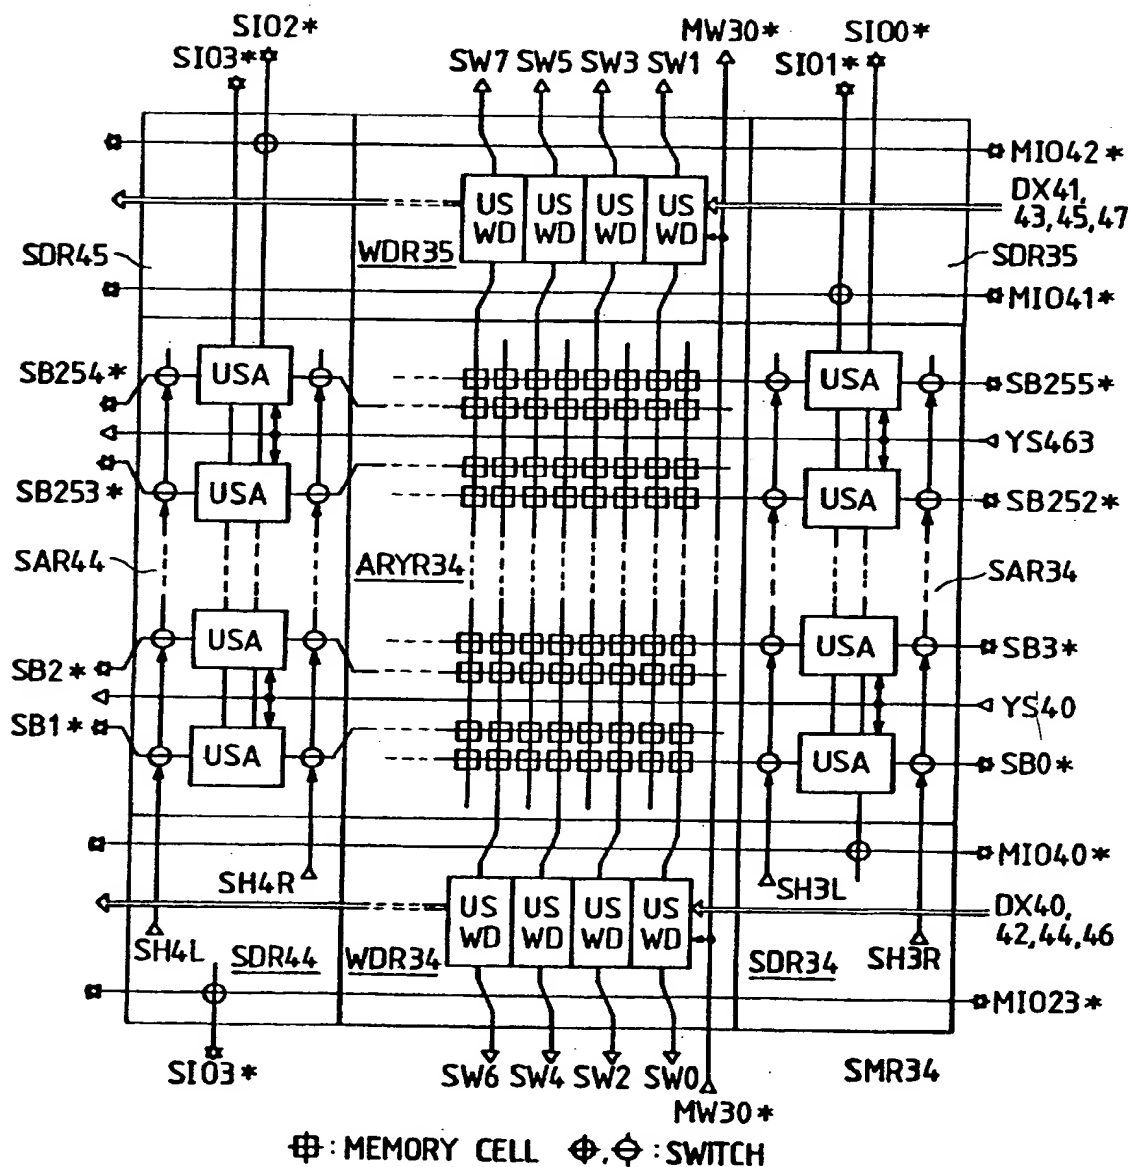 SIO2* MW30* SIO0*
SIO3* SW7 SW5 SW3 SW1 SIO1*
MIO42*
US US US US DX41,
WD WD WD WD 43,45,47
SDR45 WDR35 SDR35
MIO41*
SB254* USA USA SB255*
YS463
SB253* USA USA SB252*
SAR44 ARYR34 SAR34
USA USA SB3*
SB2*
YS40
SB1* USA USA SB0*
MIO40*
SH4R SH3L
US US US US DX40,
WD WD WD WD 42,44,46
SH4L SDR44 WDR34 SDR34 SH3R
MIO23*
SIO3* SW6 SW4 SW2 SW0 SMR34
MW30*
: MEMORY CELL , : SWITCH